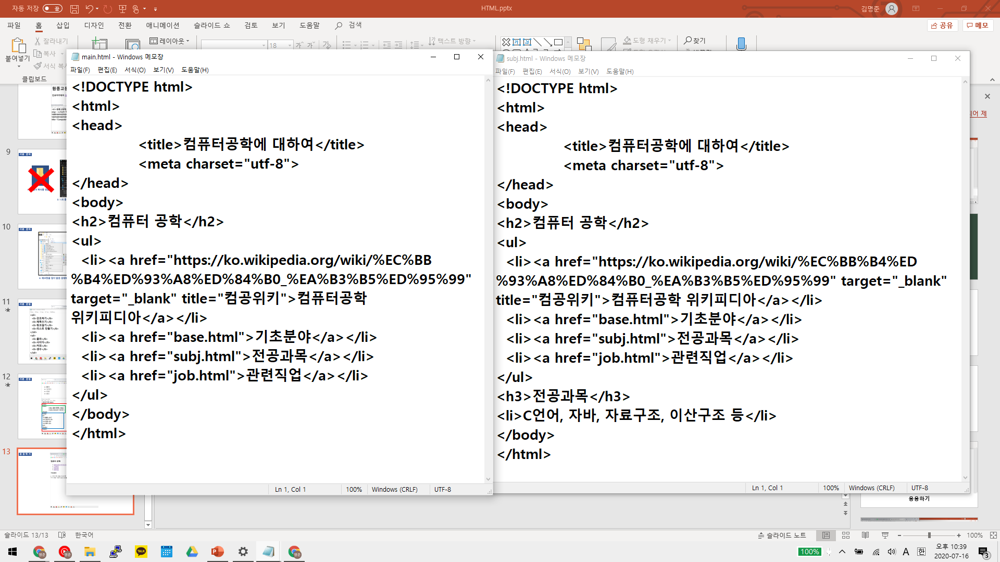 자동 저장 끔
HTML.pptx
김명준
파일 홈 삽입 디자인 전환 애니메이션 슬라이드 쇼 검토 보기 도움말 검색
공유 메모
붙여넣기
잘라내기
복사
서식 복사
클립보드
레이아웃
18
텍스트 방향
도형 채우기
찾기
main.html - Windows 메모장
파일(F) 편집(E) 서식(O) 보기(V) 도움말(H)
<!DOCTYPE html>
<html>
<head>
<title>컴퓨터공학에 대하여</title>
<meta charset="utf-8">
</head>
<body>
<h2>컴퓨터 공학</h2>
<ul>
<li><a href="https://ko.wikipedia.org/wiki/%EC%BB
%B4%ED%93%A8%ED%84%B0_%EA%B3%B5%ED%95%99"
target="_blank" title="컴공위키">컴퓨터공학
위키피디아</a></li>
<li><a href="base.html">기초분야</a></li>
<li><a href="subj.html">전공과목</a></li>
<li><a href="job.html">관련직업</a></li>
</ul>
</body>
</html>
Ln 1, Col 1 100% Windows (CRLF) UTF-8
subj.html - Windows 메모장
파일(F) 편집(E) 서식(O) 보기(V) 도움말(H)
<!DOCTYPE html>
<html>
<head>
<title>컴퓨터공학에 대하여</title>
<meta charset="utf-8">
</head>
<body>
<h2>컴퓨터 공학</h2>
<ul>
<li><a href="https://ko.wikipedia.org/wiki/%EC%BB%B4%ED
%93%A8%ED%84%B0_%EA%B3%B5%ED%95%99" target="_blank"
title="컴공위키">컴퓨터공학 위키피디아</a></li>
<li><a href="base.html">기초분야</a></li>
<li><a href="subj.html">전공과목</a></li>
<li><a href="job.html">관련직업</a></li>
</ul>
<h3>전공과목</h3>
<li>C언어, 자바, 자료구조, 이산구조 등</li>
</body>
</html>
Ln 1, Col 1 100% Windows (CRLF) UTF-8
9
10
11
12
13
응용하기
슬라이드 13/13 한국어
슬라이드 노트 100%
TALK
100%
A 한
오후 10:39
2020-07-16
3